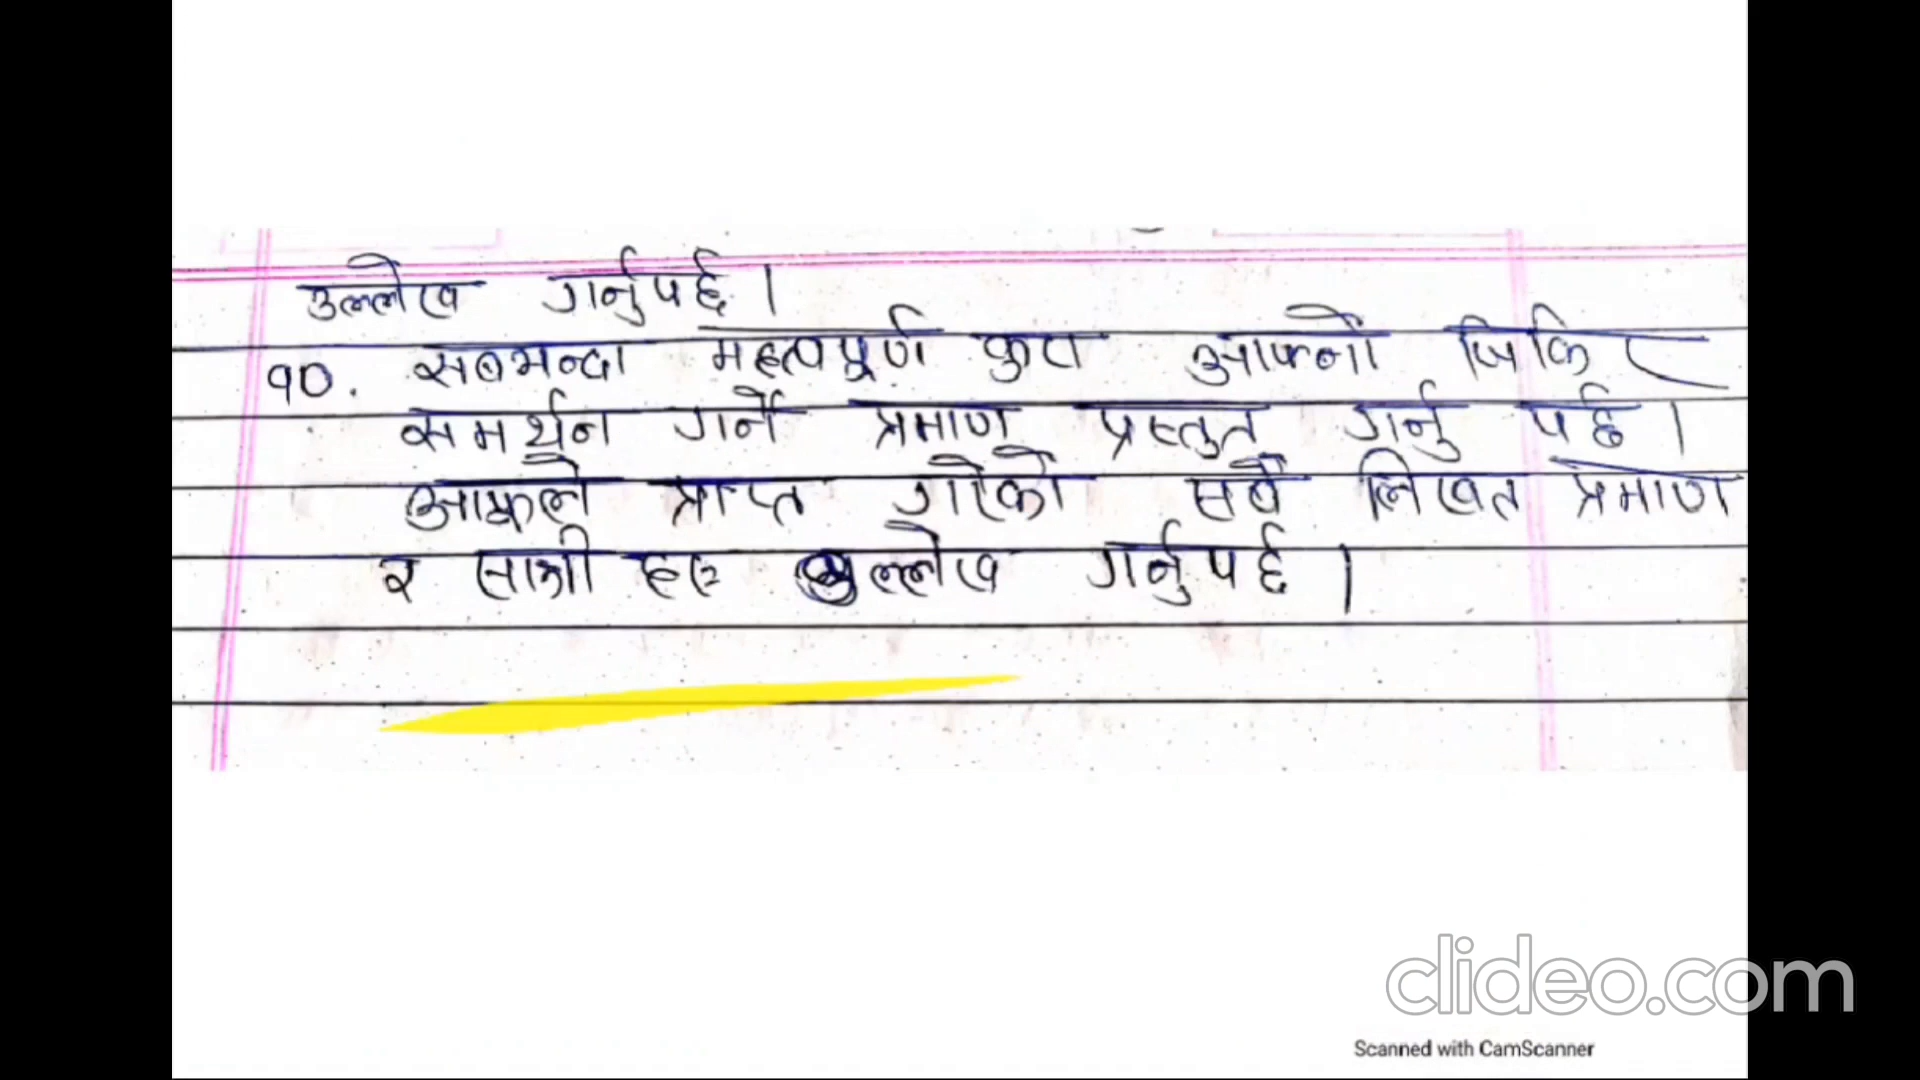 उल्लेख गर्नुपर्छ ।
१०. सबभन्दा महत्वपूर्ण कुरा आफ्नो जिकिर
समर्थन गर्ने प्रमाण प्रस्तुत गर्नु पर्छ ।
आफूले प्राप्त गरेको सबै लिखत प्रमाण
र साक्षी हरू उल्लेख गर्नुपर्छ ।
clideo.com
Scanned with CamScanner